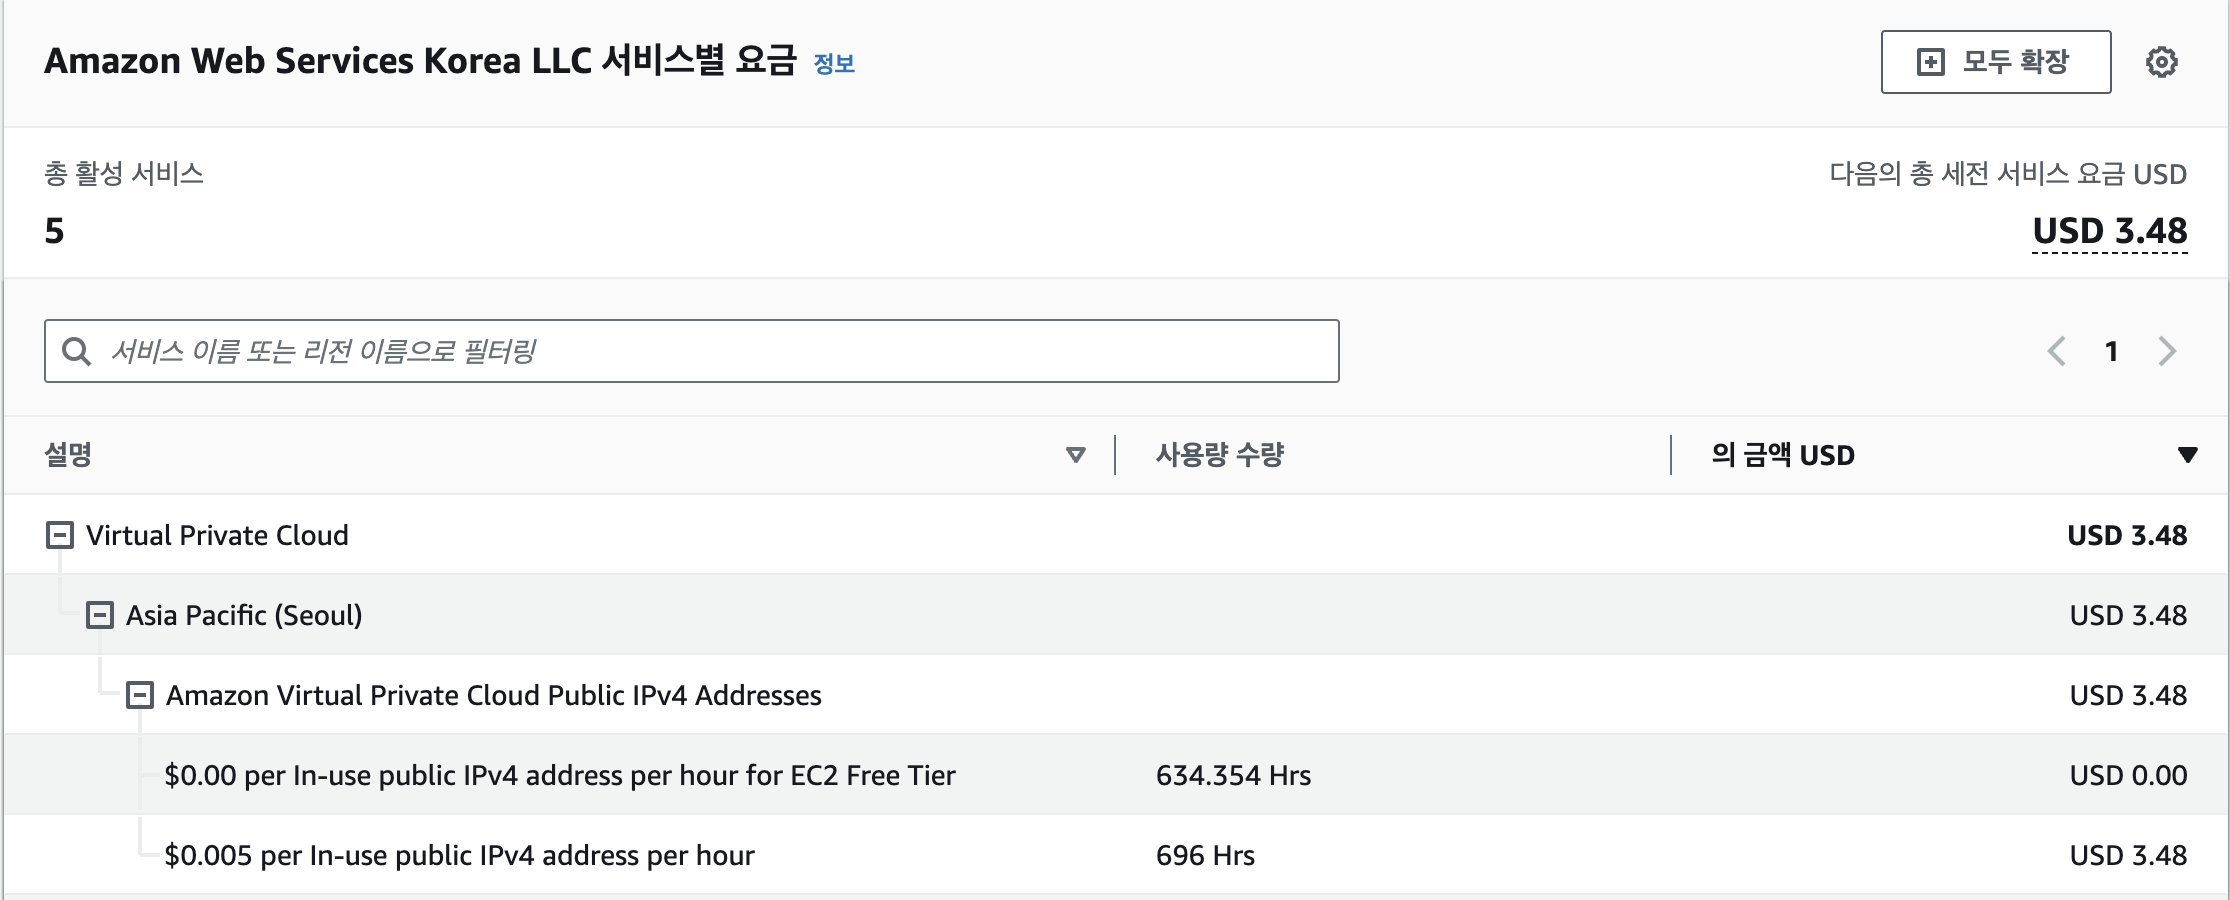 Amazon Web Services Korea LLC 서비스별 요금 정보
모두 확장
총 활성 서비스
5
다음의 총 세전 서비스 요금 USD
USD 3.48
서비스 이름 또는 리전 이름으로 필터링
1
설명 사용량 수량 의 금액 USD
Virtual Private Cloud USD 3.48
Asia Pacific (Seoul) USD 3.48
Amazon Virtual Private Cloud Public IPv4 Addresses USD 3.48
$0.00 per In-use public IPv4 address per hour for EC2 Free Tier 634.354 Hrs USD 0.00
$0.005 per In-use public IPv4 address per hour 696 Hrs USD 3.48